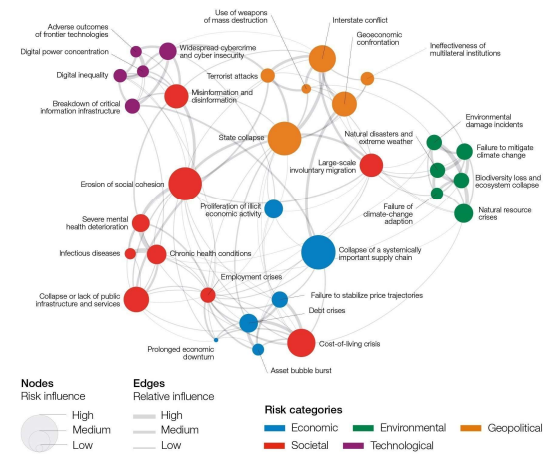 Use of weapons
of mass destruction
Interstate conflict
Adverse outcomes
of frontier technologies
Geoeconomic
confrontation
Digital power concentration
Widespread cybercrime
and cyber insecurity
Ineffectiveness of
multilateral institutions
Digital inequality
Terrorist attacks
Misinformation and
disinformation
Breakdown of critical
information infrastructure
Environmental
damage incidents
State collapse
Natural disasters and
extreme weather
Failure to mitigate
climate change
Large-scale
involuntary migration
Erosion of social cohesion
Biodiversity loss and
ecosystem collapse
Proliferation of illicit
economic activity
Failure of
climate-change
adaption
Natural resource
crises
Severe mental
health deterioration
Infectious diseases
Chronic health conditions
Collapse of a systemically
important supply chain
Employment crises
Collapse or lack of public
infrastructure and services
Failure to stabilize price trajectories
Debt crises
Prolonged economic
downturn
Cost-of-living crisis
Asset bubble burst
Nodes
Risk influence
High
Medium
Low
Edges
Relative influence
High
Medium
Low
Risk categories
Economic
Environmental
Geopolitical
Societal
Technological